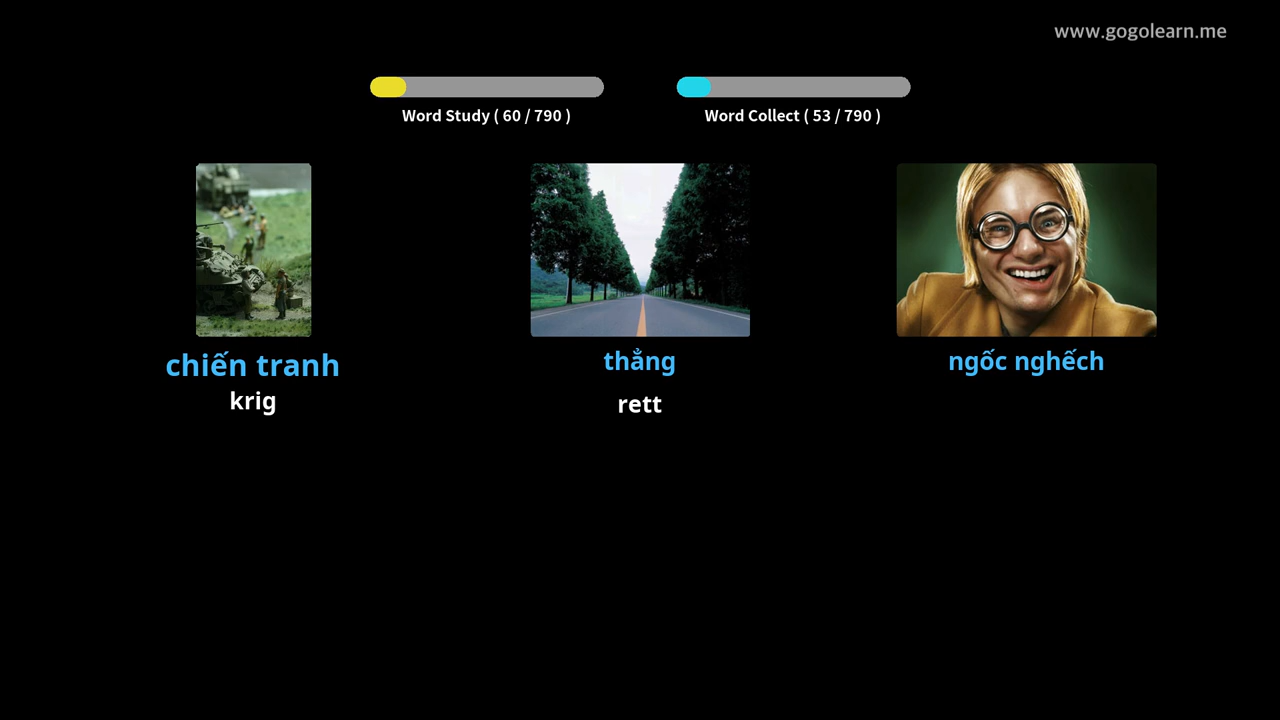 www.gogolearn.me
Word Study ( 60 / 790 )
Word Collect ( 53 / 790 )
chiến tranh
krig
thẳng
rett
ngốc nghếch